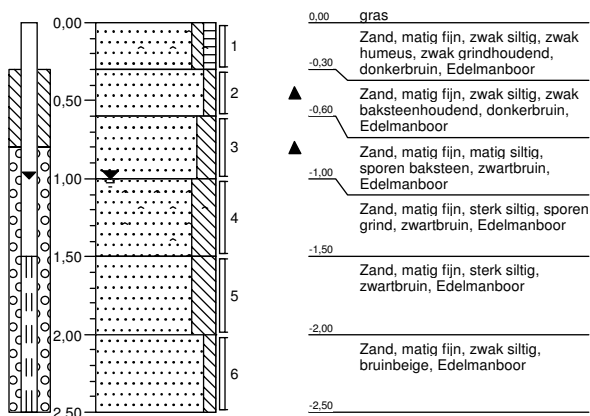 0,00
0,50
1,00
1,50
2,00
2,50
1
2
3
4
5
6
0,00 gras
Zand, matig fijn, zwak siltig, zwak
humeus, zwak grindhoudend,
donkerbruin, Edelmanboor
-0,30
Zand, matig fijn, zwak siltig, zwak
baksteenhoudend, donkerbruin,
Edelmanboor
-0,60
Zand, matig fijn, matig siltig,
sporen baksteen, zwartbruin,
Edelmanboor
-1,00
Zand, matig fijn, sterk siltig, sporen
grind, zwartbruin, Edelmanboor
-1,50
Zand, matig fijn, sterk siltig,
zwartbruin, Edelmanboor
-2,00
Zand, matig fijn, zwak siltig,
bruinbeige, Edelmanboor
-2,50